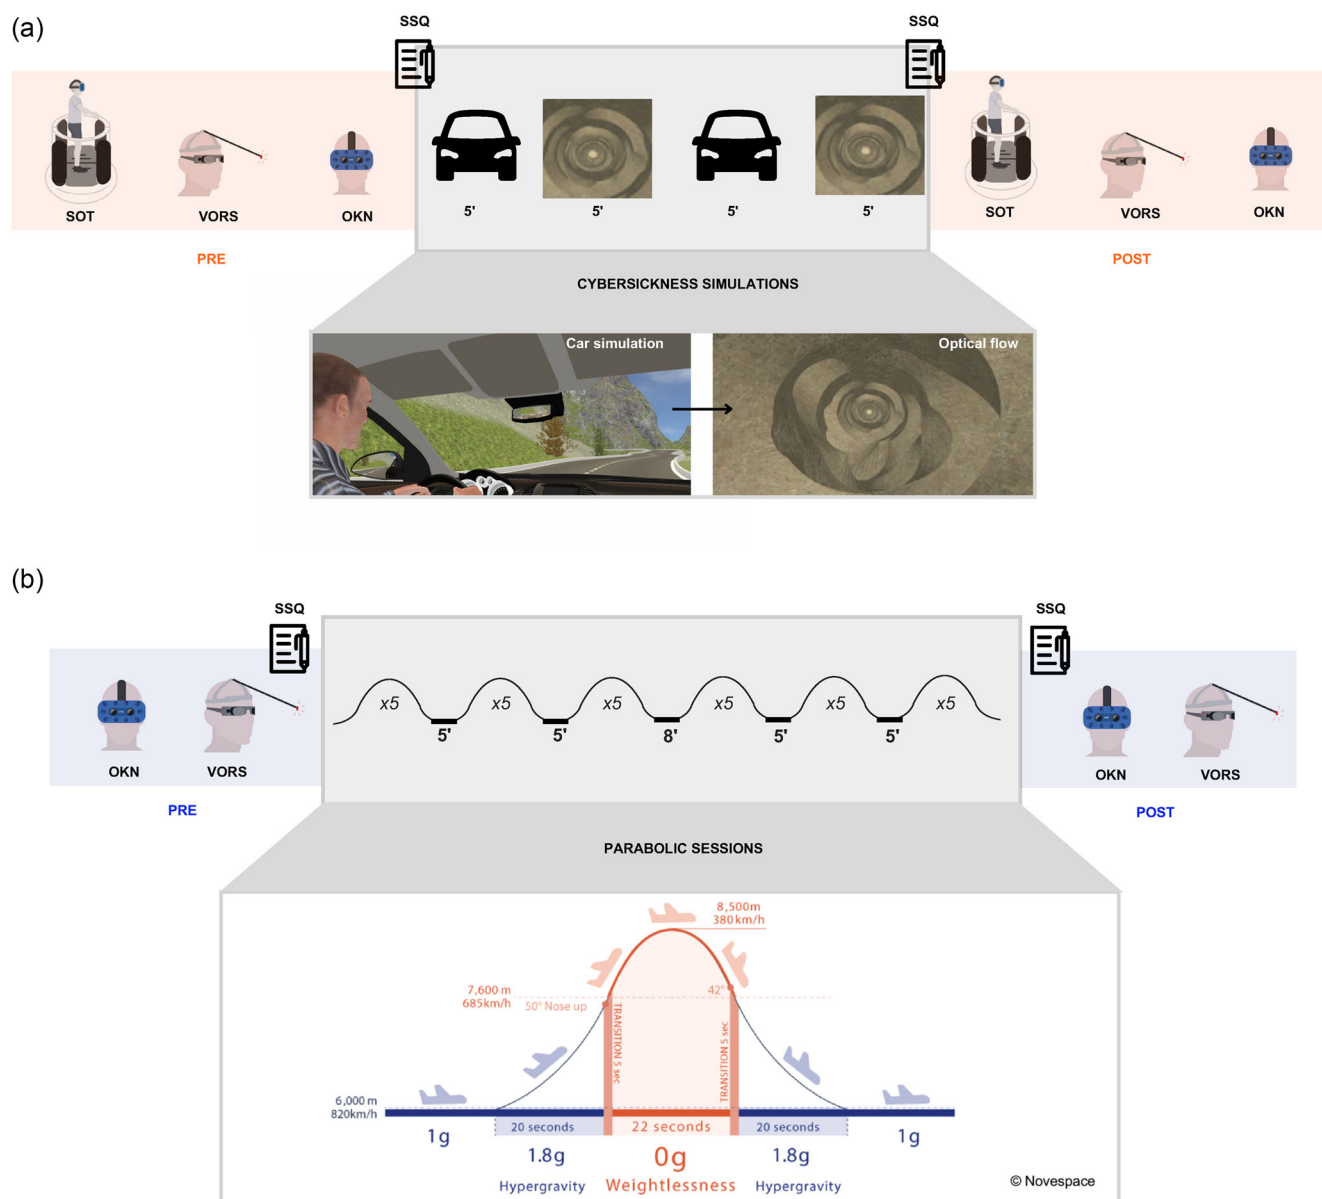 (a)
SSQ
SSQ
SOT
VORS
OKN
5'
5'
5'
5'
SOT
VORS
OKN
PRE
POST
CYBERSICKNESS SIMULATIONS
Car simulation
Optical flow
(b)
SSQ
SSQ
x5
x5
x5
x5
x5
x5
5'
5'
8'
5'
5'
OKN
VORS
OKN
VORS
PRE
POST
PARABOLIC SESSIONS
8,500m
380km/h
7,600 m
685km/h
50° Nose up
42°
TRANSITION 5 sec
TRANSITION 5 sec
6,000 m
820km/h
1g
20 seconds
22 seconds
20 seconds
1g
1.8g
0g
1.8g
Hypergravity
Weightlessness
Hypergravity
© Novespace